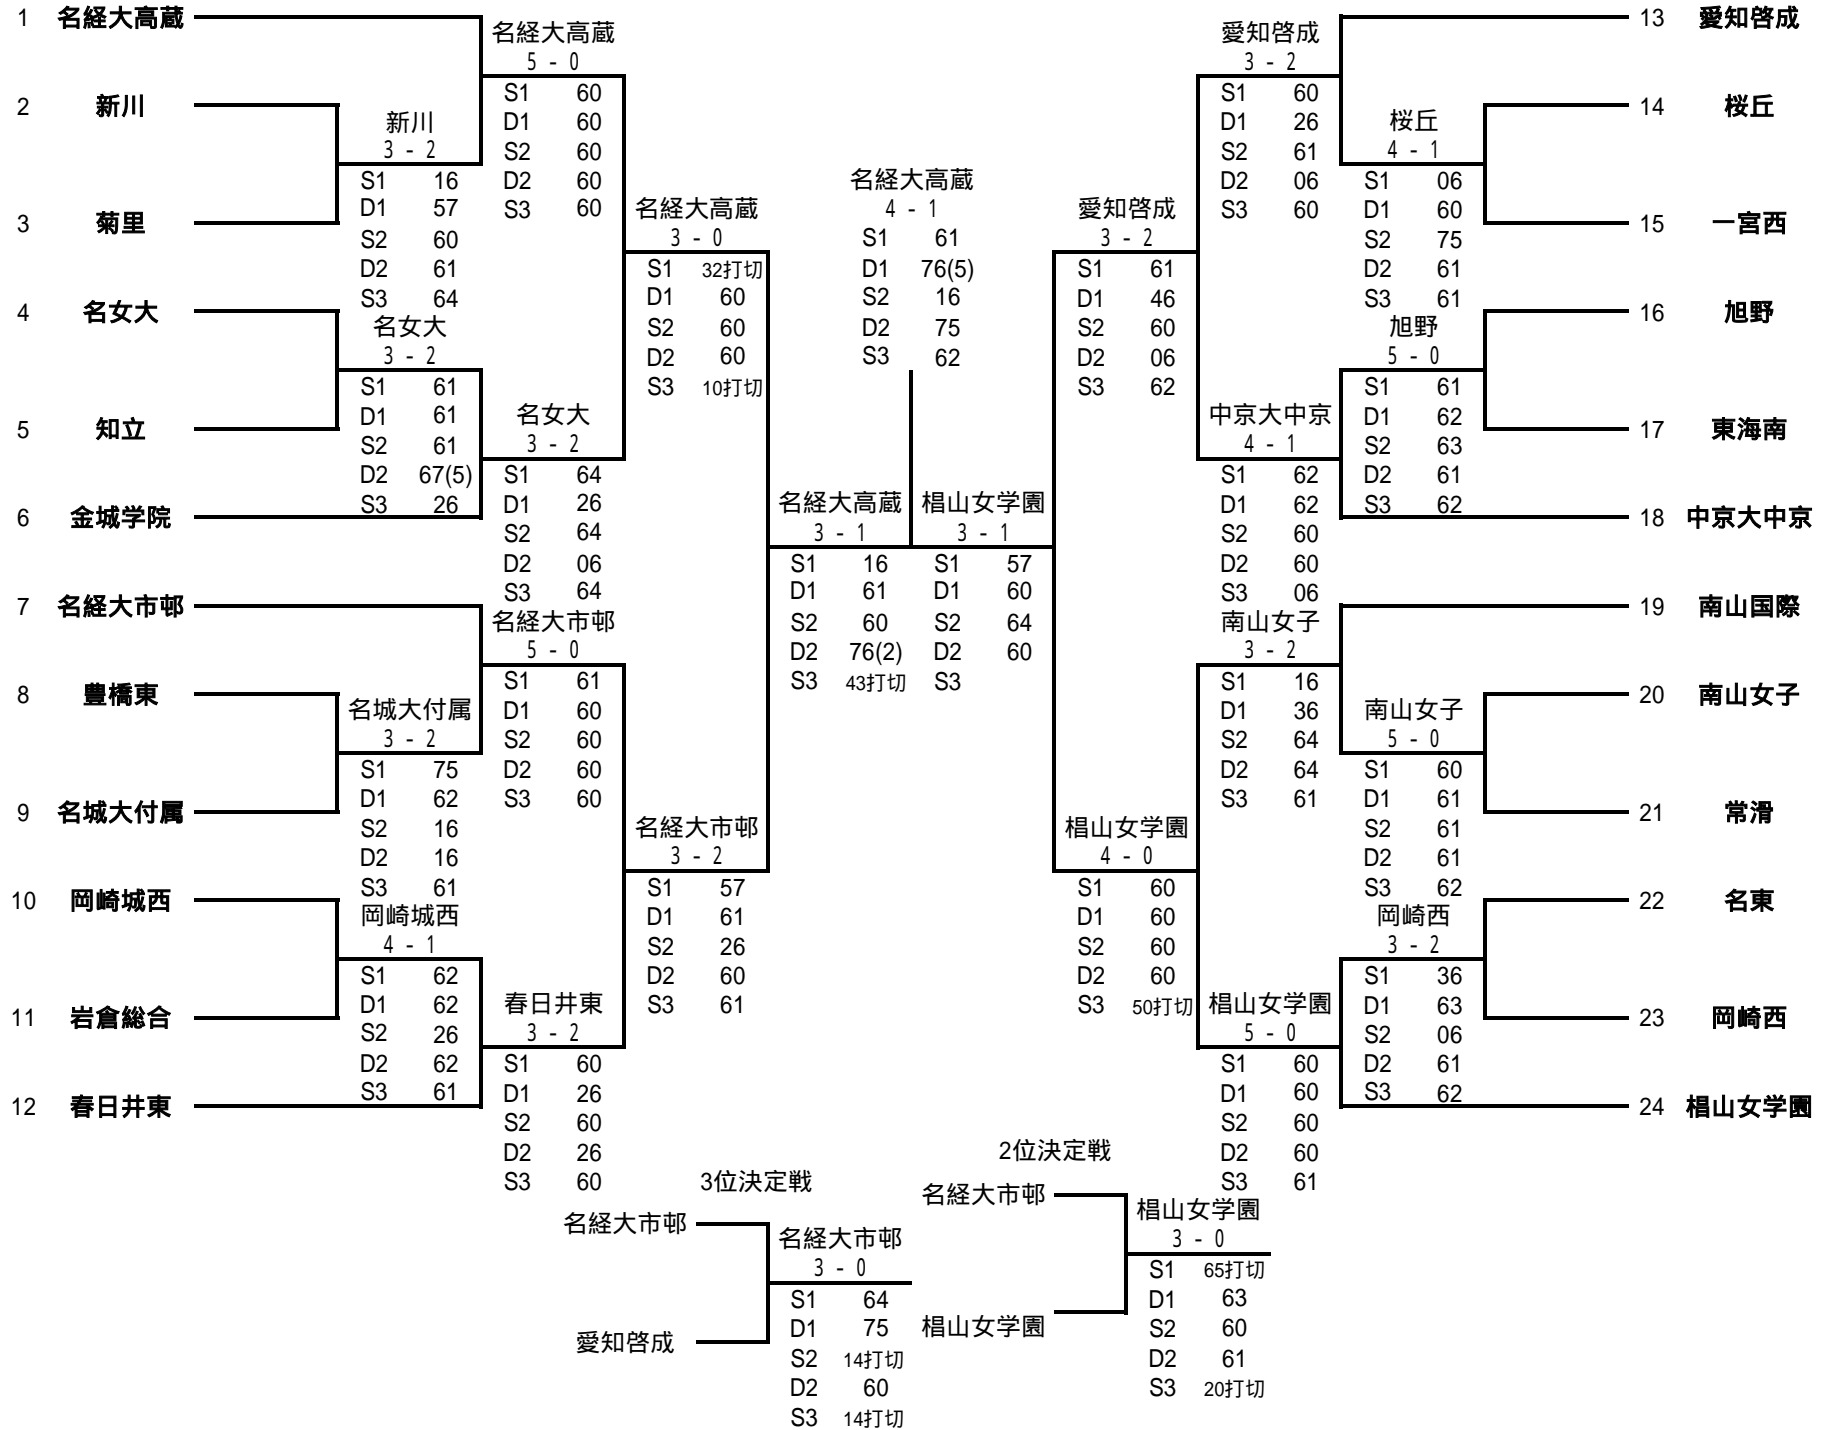 1 名経大高蔵
2 新川
3 菊里
4 名女大
5 知立
6 金城学院
7 名経大市邨
8 豊橋東
9 名城大付属
10 岡崎城西
11 岩倉総合
12 春日井東
新川
3 - 2
S1 16
D1 57
S2 60
D2 61
S3 64
名女大
3 - 2
S1 61
D1 61
S2 61
D2 67(5)
S3 26
名城大付属
3 - 2
S1 75
D1 62
S2 16
D2 16
S3 61
岡崎城西
4 - 1
S1 62
D1 62
S2 26
D2 62
S3 61
名経大高蔵
5 - 0
S1 60
D1 60
S2 60
D2 60
S3 60
名女大
3 - 2
S1 64
D1 26
S2 64
D2 06
S3 64
名経大市邨
5 - 0
S1 61
D1 60
S2 60
D2 60
S3 60
春日井東
3 - 2
S1 60
D1 26
S2 60
D2 26
S3 60
名経大高蔵
3 - 0
S1 32打切
D1 60
S2 60
D2 60
S3 10打切
名経大市邨
3 - 2
S1 57
D1 61
S2 26
D2 60
S3 61
名経大高蔵
3 - 1
S1 16
D1 61
S2 60
D2 76(2)
S3 43打切
名経大高蔵
4 - 1
S1 61
D1 76(5)
S2 16
D2 75
S3 62
椙山女学園
3 - 1
S1 57
D1 60
S2 64
D2 60
S3
愛知啓成
3 - 2
S1 61
D1 46
S2 60
D2 06
S3 62
椙山女学園
4 - 0
S1 60
D1 60
S2 60
D2 60
S3 50打切
愛知啓成
3 - 2
S1 60
D1 26
S2 61
D2 06
S3 60
中京大中京
4 - 1
S1 62
D1 62
S2 60
D2 60
S3 06
南山女子
3 - 2
S1 16
D1 36
S2 64
D2 64
S3 61
椙山女学園
5 - 0
S1 60
D1 60
S2 60
D2 60
S3 61
桜丘
4 - 1
S1 06
D1 60
S2 75
D2 61
S3 61
旭野
5 - 0
S1 61
D1 62
S2 63
D2 61
S3 62
南山女子
5 - 0
S1 60
D1 61
S2 61
D2 61
S3 62
岡崎西
3 - 2
S1 36
D1 63
S2 06
D2 61
S3 62
13 愛知啓成
14 桜丘
15 一宮西
16 旭野
17 東海南
18 中京大中京
19 南山国際
20 南山女子
21 常滑
22 名東
23 岡崎西
24 椙山女学園
3位決定戦
名経大市邨
愛知啓成
名経大市邨
3 - 0
S1 64
D1 75
S2 14打切
D2 60
S3 14打切
2位決定戦
名経大市邨
椙山女学園
椙山女学園
3 - 0
S1 65打切
D1 63
S2 60
D2 61
S3 20打切